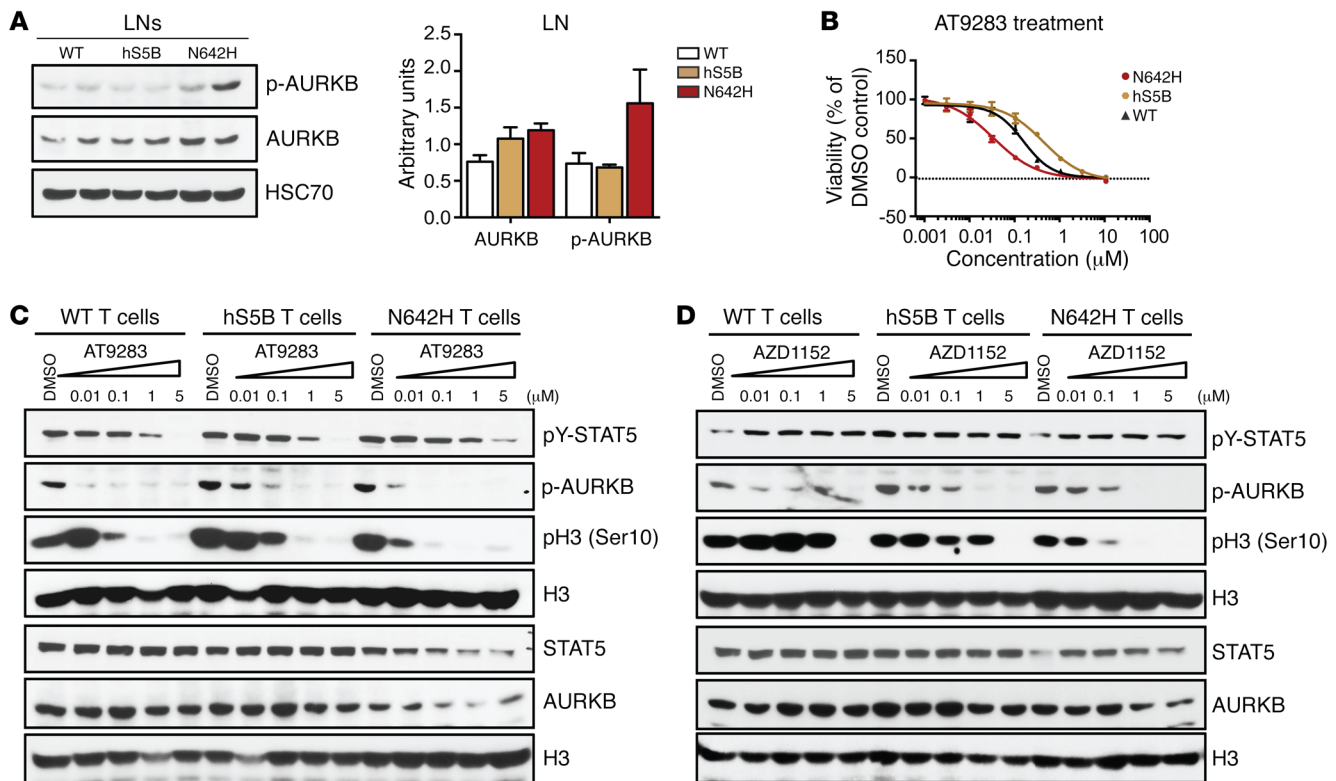 A
LNs
WT hS5B N642H
p-AURKB
AURKB
HSC70
LN
Arbitrary units
2.5
2.0
1.5
1.0
0.5
0.0
AURKB p-AURKB
WT
hS5B
N642H
B
AT9283 treatment
Viability (% of
DMSO control)
150
100
50
0
-50
0.001 0.01 0.1 1 10 100
Concentration (μM)
N642H
hS5B
WT
C
WT T cells hS5B T cells N642H T cells
AT9283 AT9283 AT9283
DMSO DMSO DMSO
0.01 0.1 1 5 0.01 0.1 1 5 0.01 0.1 1 5 (μM)
pY-STAT5
p-AURKB
pH3 (Ser10)
H3
STAT5
AURKB
H3
D
WT T cells hS5B T cells N642H T cells
AZD1152 AZD1152 AZD1152
DMSO DMSO DMSO
0.01 0.1 1 5 0.01 0.1 1 5 0.01 0.1 1 5 (μM)
pY-STAT5
p-AURKB
pH3 (Ser10)
H3
STAT5
AURKB
H3